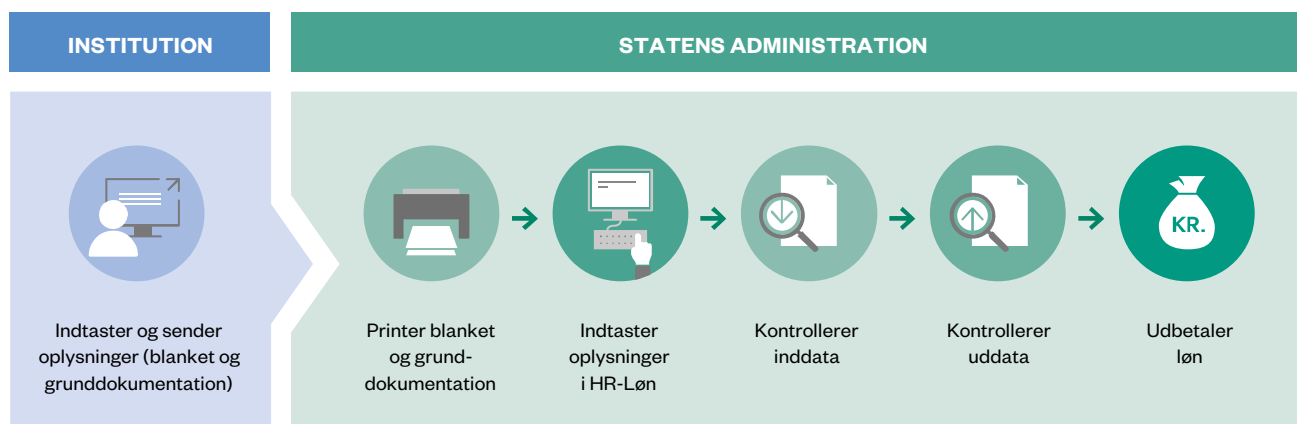 INSTITUTION
STATENS ADMINISTRATION
Indtaster og sender
oplysninger (blanket og
grunddokumentation)
Printer blanket
og grund-
dokumentation
Indtaster
oplysninger
i HR-Løn
Kontrollerer
inddata
Kontrollerer
uddata
KR.
Udbetaler
løn